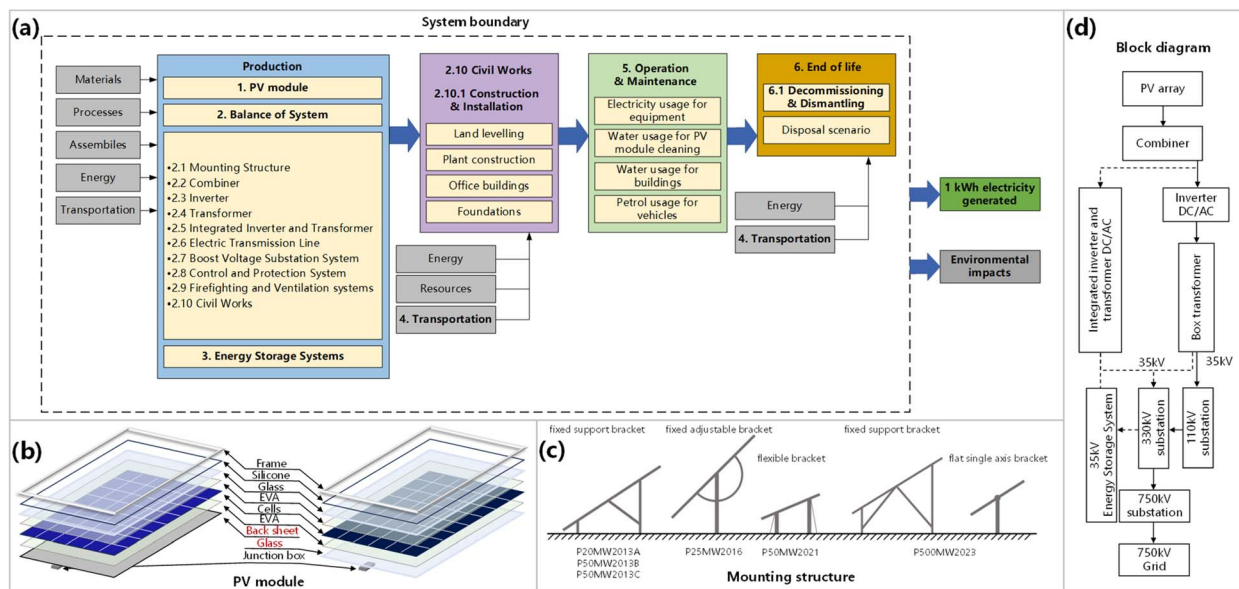 (a)
System boundary
Materials
Processes
Assembiles
Energy
Transportation
Production
1. PV module
2. Balance of System
•2.1 Mounting Structure
•2.2 Combiner
•2.3 Inverter
•2.4 Transformer
•2.5 Integrated Inverter and Transformer
•2.6 Electric Transmission Line
•2.7 Boost Voltage Substation System
•2.8 Control and Protection System
•2.9 Firefighting and Ventilation systems
•2.10 Civil Works
3. Energy Storage Systems
2.10 Civil Works
2.10.1 Construction
& Installation
Land levelling
Plant construction
Office buildings
Foundations
Energy
Resources
4. Transportation
5. Operation
& Maintenance
Electricity usage for
equipment
Water usage for PV
module cleaning
Water usage for
buildings
Petrol usage for
vehicles
6. End of life
6.1 Decommissioning
& Dismantling
Disposal scenario
Energy
4. Transportation
1 kWh electricity
generated
Environmental
impacts
(b)
Frame
Silicone
Glass
EVA
Cells
EVA
Back sheet
Glass
Junction box
PV module
(c)
fixed support bracket
fixed adjustable bracket
flexible bracket
fixed support bracket
flat single axis bracket
P20MW2013A
P50MW2013B
P50MW2013C
P25MW2016
P50MW2021
P500MW2023
Mounting structure
(d)
Block diagram
PV array
Combiner
Integrated inverter and
transformer DC/AC
Inverter
DC/AC
Box transformer
35kV
35kV
35kV
Energy Storage System
330kV
substation
110kV
substation
750kV
substation
750kV
Grid